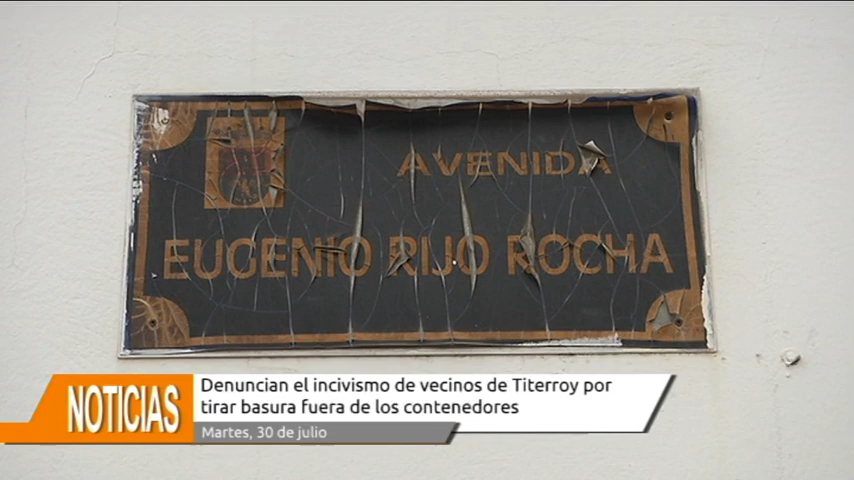 AVENIDA
EUGENIO RIJO ROCHA
NOTICIAS
Denuncian el incivismo de vecinos de Titerroy por
tirar basura fuera de los contenedores
Martes, 30 de julio